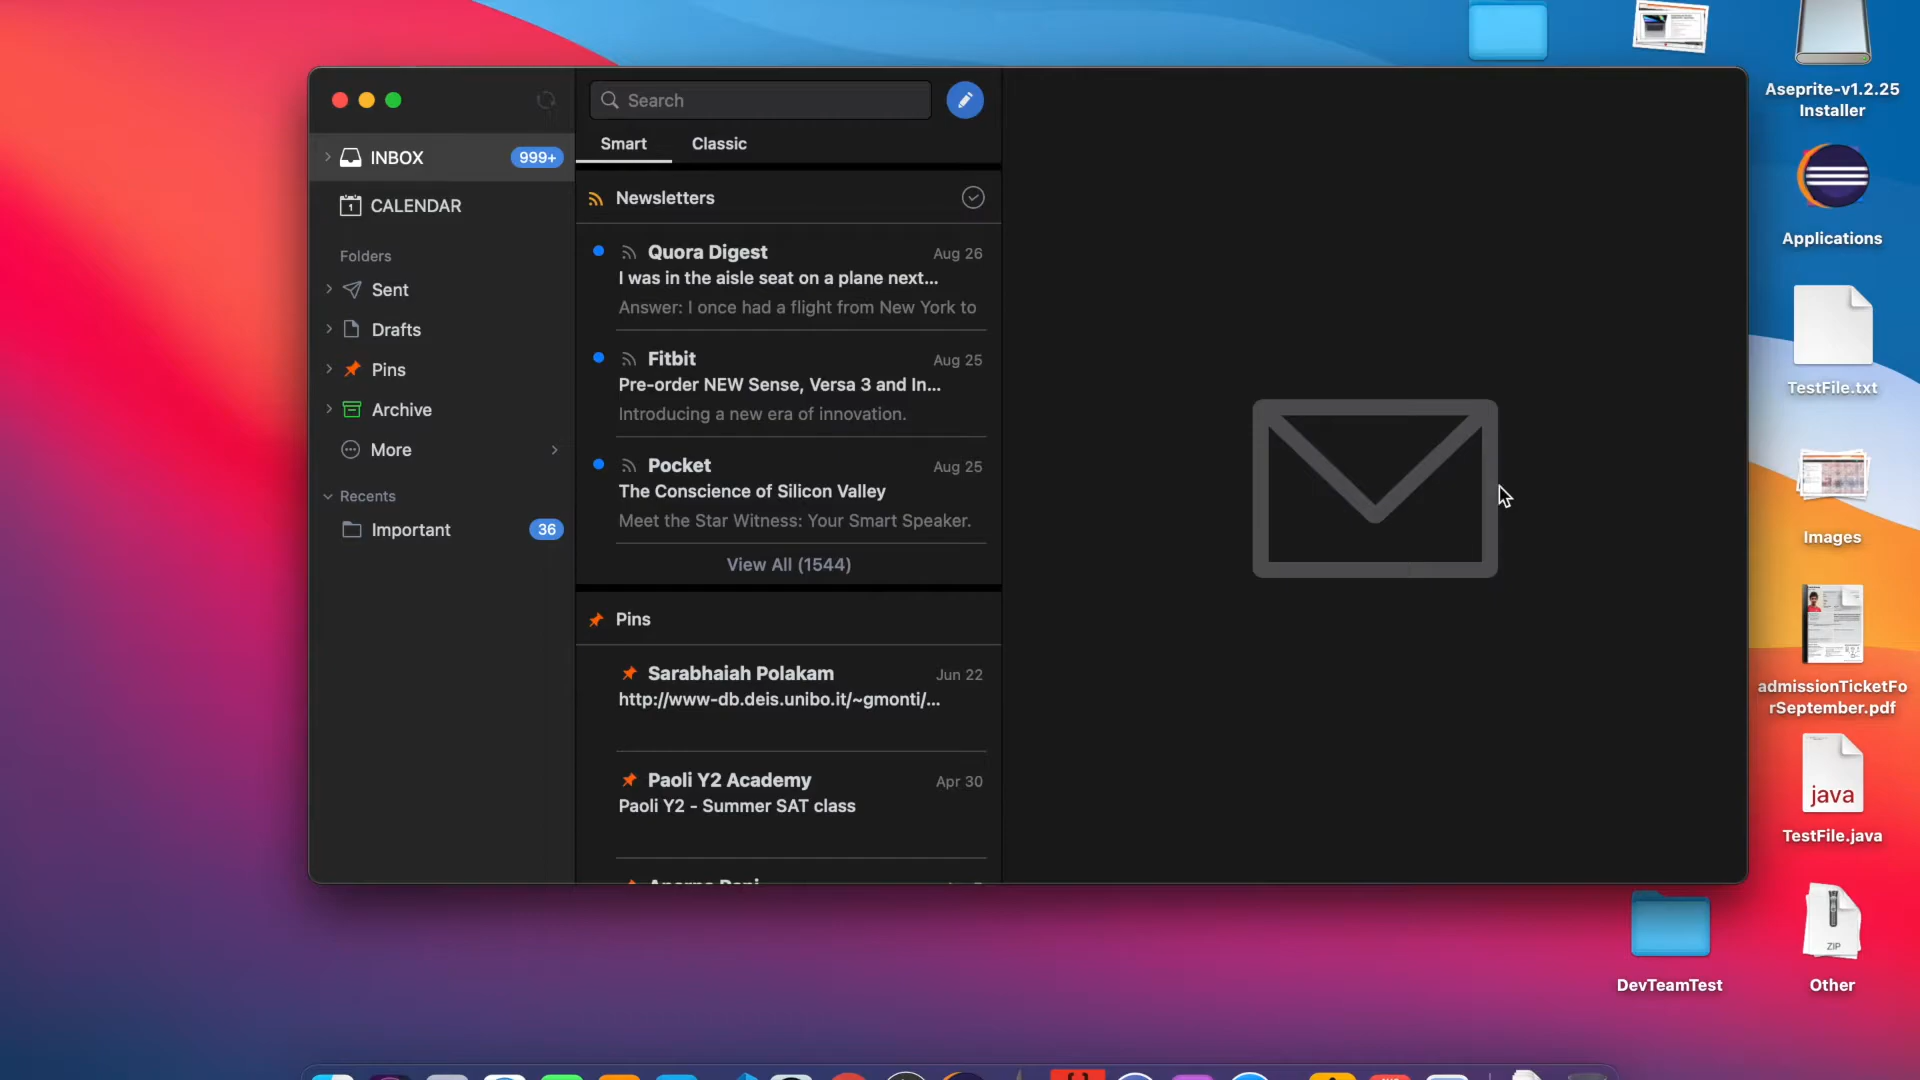 Search
Smart
Classic
INBOX
999+
CALENDAR
Folders
Sent
Drafts
Pins
Archive
More
Recents
Important
36
Newsletters
Quora Digest
Aug 26
I was in the aisle seat on a plane next...
Answer: I once had a flight from New York to
Fitbit
Aug 25
Pre-order NEW Sense, Versa 3 and In...
Introducing a new era of innovation.
Pocket
Aug 25
The Conscience of Silicon Valley
Meet the Star Witness: Your Smart Speaker.
View All (1544)
Pins
Sarabhaiah Polakam
Jun 22
http://www-db.deis.unibo.it/~gmonti/...
Paoli Y2 Academy
Apr 30
Paoli Y2 - Summer SAT class
Aseprite-v1.2.25
Installer
Applications
TestFile.txt
Images
admissionTicketFo
rSeptember.pdf
java
TestFile.java
DevTeamTest
ZIP
Other